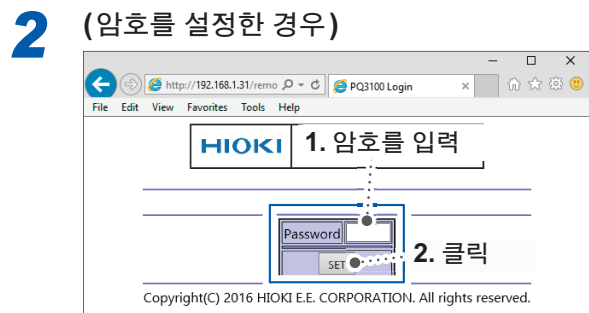 2 (암호를 설정한 경우)
http://192.168.1.31/remo PQ3100 Login
File Edit View Favorites Tools Help
HIOKI 1. 암호를 입력
Password
SET 2. 클릭
Copyright(C) 2016 HIOKI E.E. CORPORATION. All rights reserved.